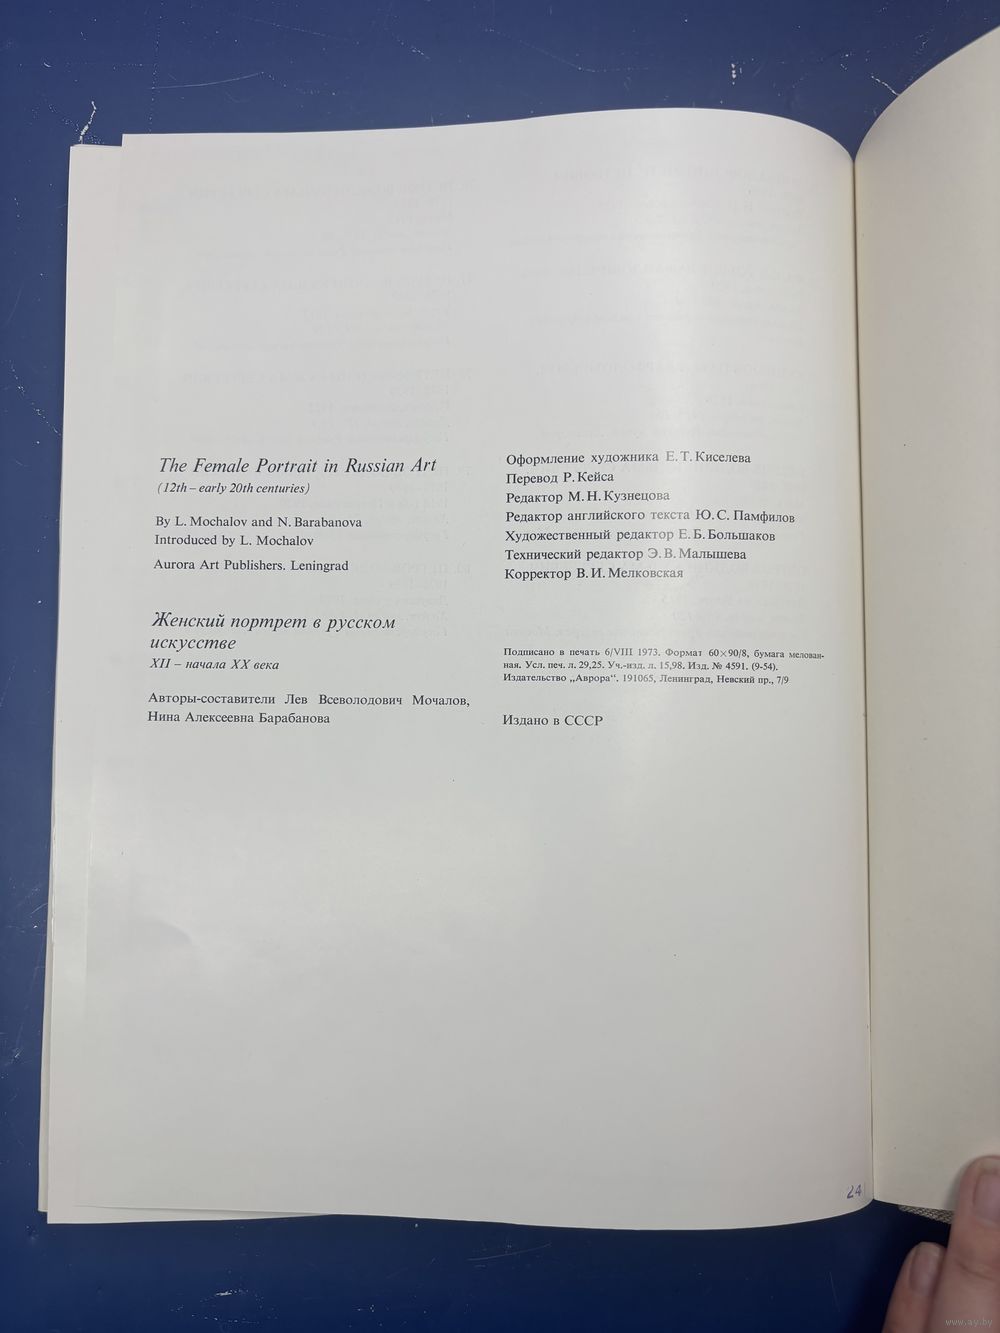 The Female Portrait in Russian Art
(12th – early 20th centuries)
By L. Mochalov and N. Barabanova
Introduced by L. Mochalov
Aurora Art Publishers. Leningrad
Женский портрет в русском
искусстве
XII – начала XX века
Авторы-составители Лев Всеволодович Мочалов,
Нина Алексеевна Барабанова
Оформление художника Е. Т. Киселева
Перевод Р. Кейса
Редактор М. Н. Кузнецова
Редактор английского текста Ю. С. Памфилов
Художественный редактор Е. Б. Большаков
Технический редактор Э. В. Малышева
Корректор В. И. Мелковская
Подписано в печать 6/VIII 1973. Формат 60×90/8, бумага мелован-
ная. Усл. печ. л. 29,25. Уч.-изд. л. 15,98. Изд. № 4591. (9-54).
Издательство „Аврора“. 191065, Ленинград, Невский пр., 7/9
Издано в СССР
24
www.ay.by